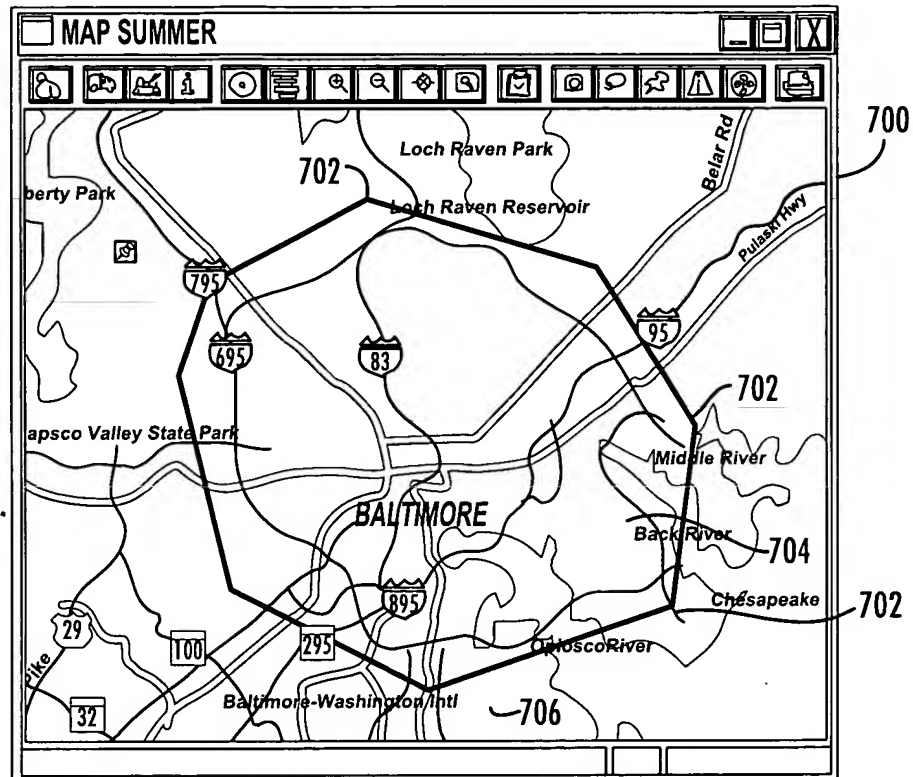 MAP SUMMER
X
i
700
Loch Raven Park
Belar Rd
702
berty Park
Loch Raven Reservoir
Pulaski Hwy
795
95
695
83
702
apsco Valley State Park
Middle River
BALTIMORE
Back River
704
895
Chesapeake
702
29
100
295
OpioscoRiver
Pike
Baltimore-Washington Intl
706
32